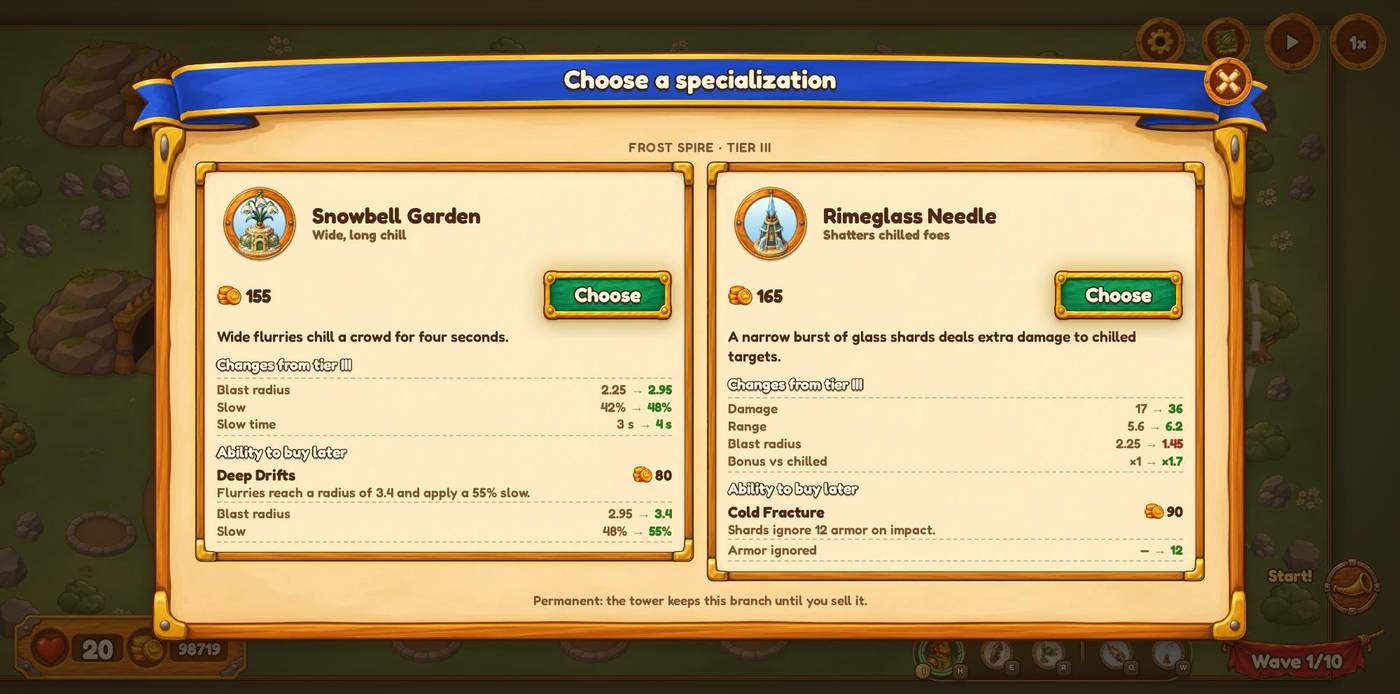 1x
Choose a specialization
FROST SPIRE · TIER III
Snowbell Garden
Wide, long chill
155
Choose
Wide flurries chill a crowd for four seconds.
Changes from tier III
Blast radius 2.25 → 2.95
Slow 42% → 48%
Slow time 3 s → 4 s
Ability to buy later
Deep Drifts 80
Flurries reach a radius of 3.4 and apply a 55% slow.
Blast radius 2.95 → 3.4
Slow 48% → 55%
Rimeglass Needle
Shatters chilled foes
165
Choose
A narrow burst of glass shards deals extra damage to chilled
targets.
Changes from tier III
Damage 17 → 36
Range 5.6 → 6.2
Blast radius 2.25 → 1.45
Bonus vs chilled ×1 → ×1.7
Ability to buy later
Cold Fracture 90
Shards ignore 12 armor on impact.
Armor ignored – → 12
Permanent: the tower keeps this branch until you sell it.
Start!
20 98719
H E R Q W
Wave 1/10